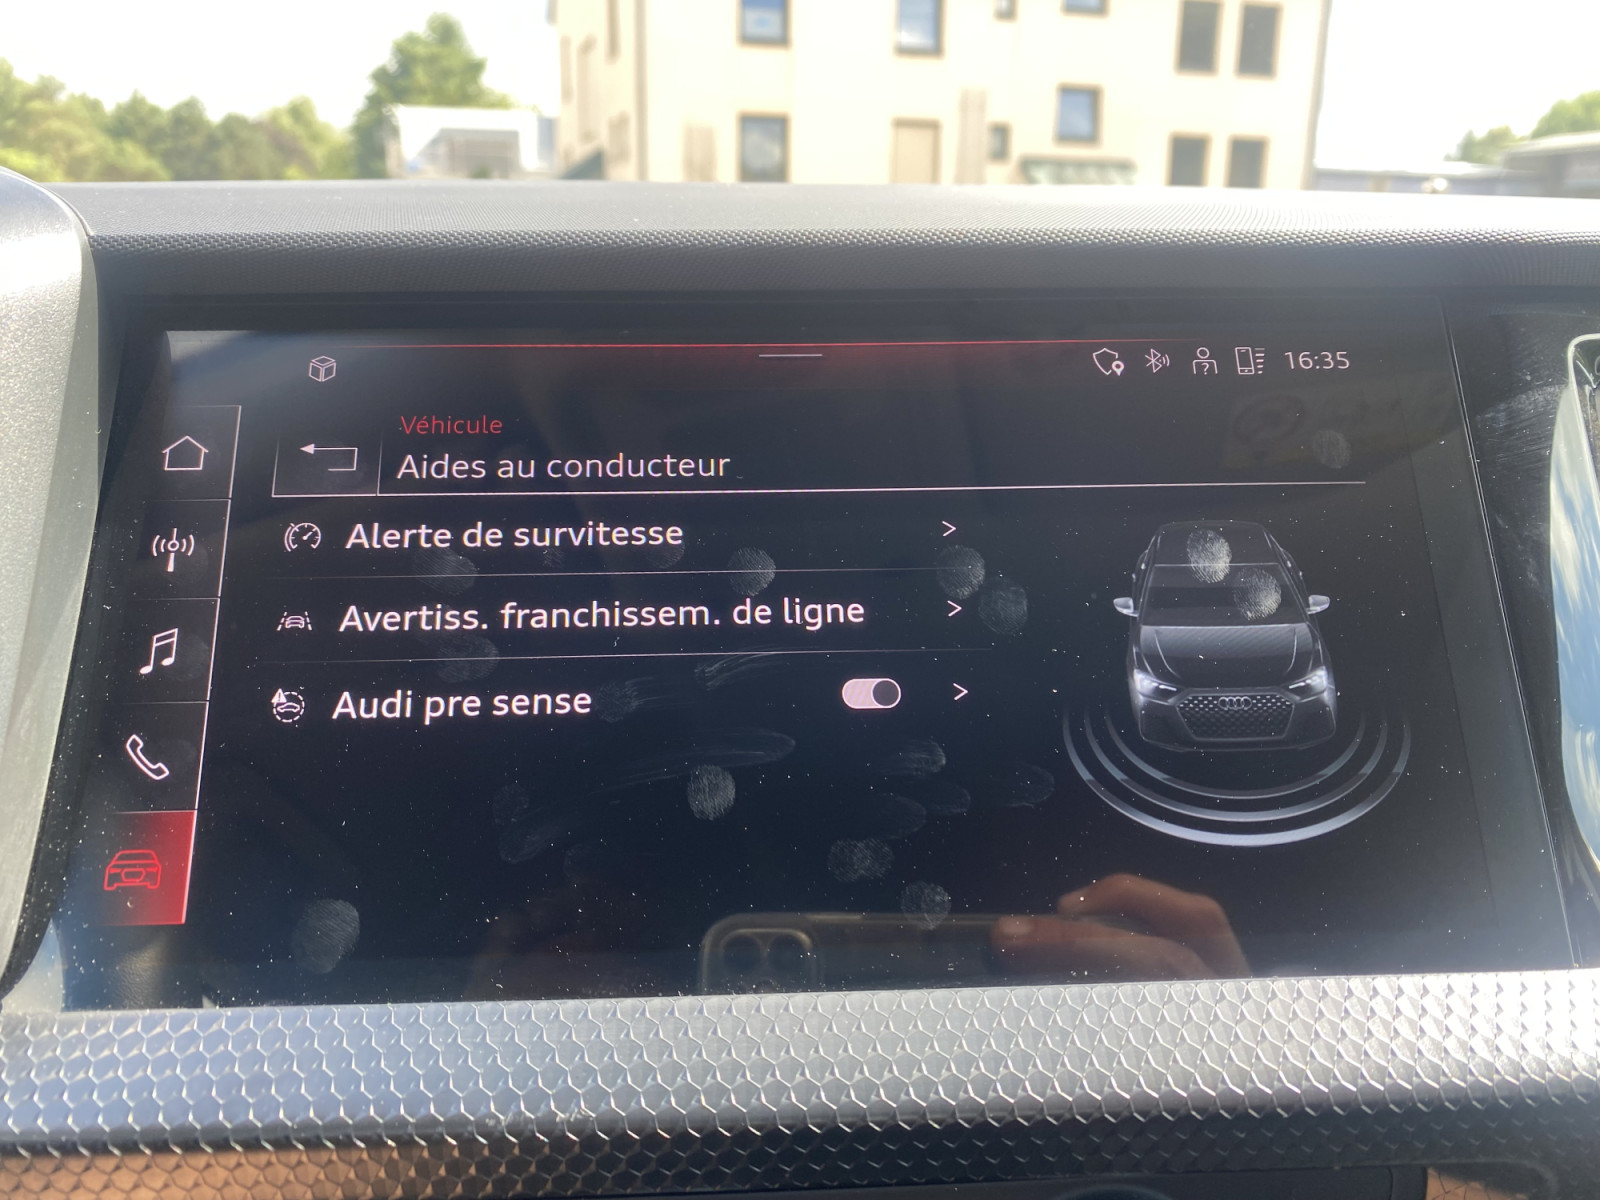 16:35
Véhicule
Aides au conducteur
Alerte de survitesse
Avertiss. franchissem. de ligne
Audi pre sense